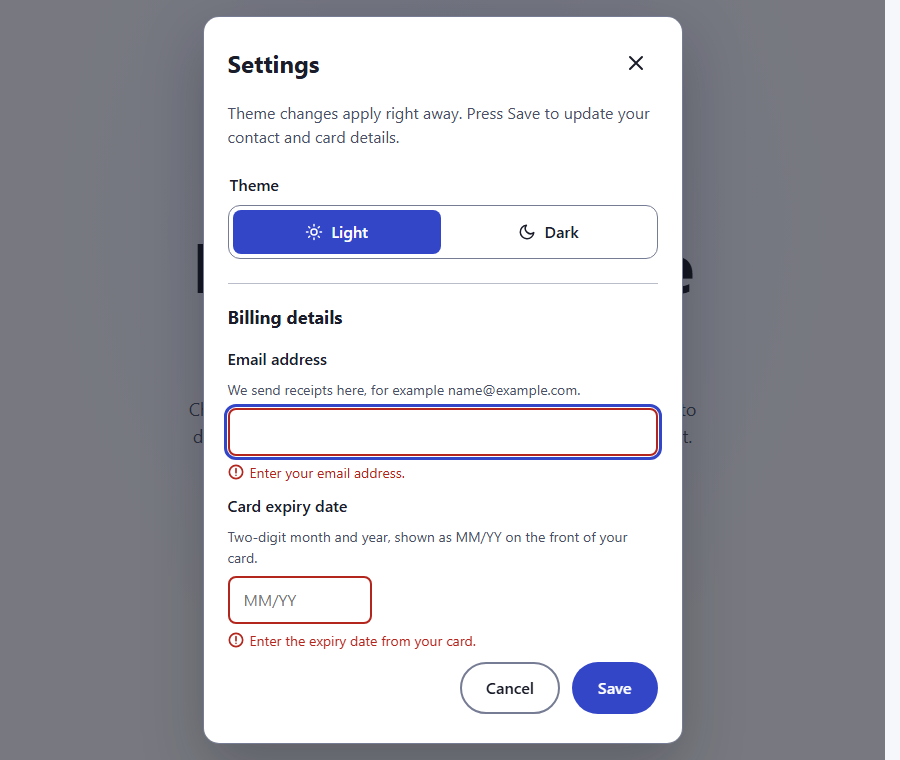 Settings
Theme changes apply right away. Press Save to update your
contact and card details.
Theme
Light
Dark
Billing details
Email address
We send receipts here, for example name@example.com.
Enter your email address.
Card expiry date
Two-digit month and year, shown as MM/YY on the front of your
card.
MM/YY
Enter the expiry date from your card.
Cancel
Save